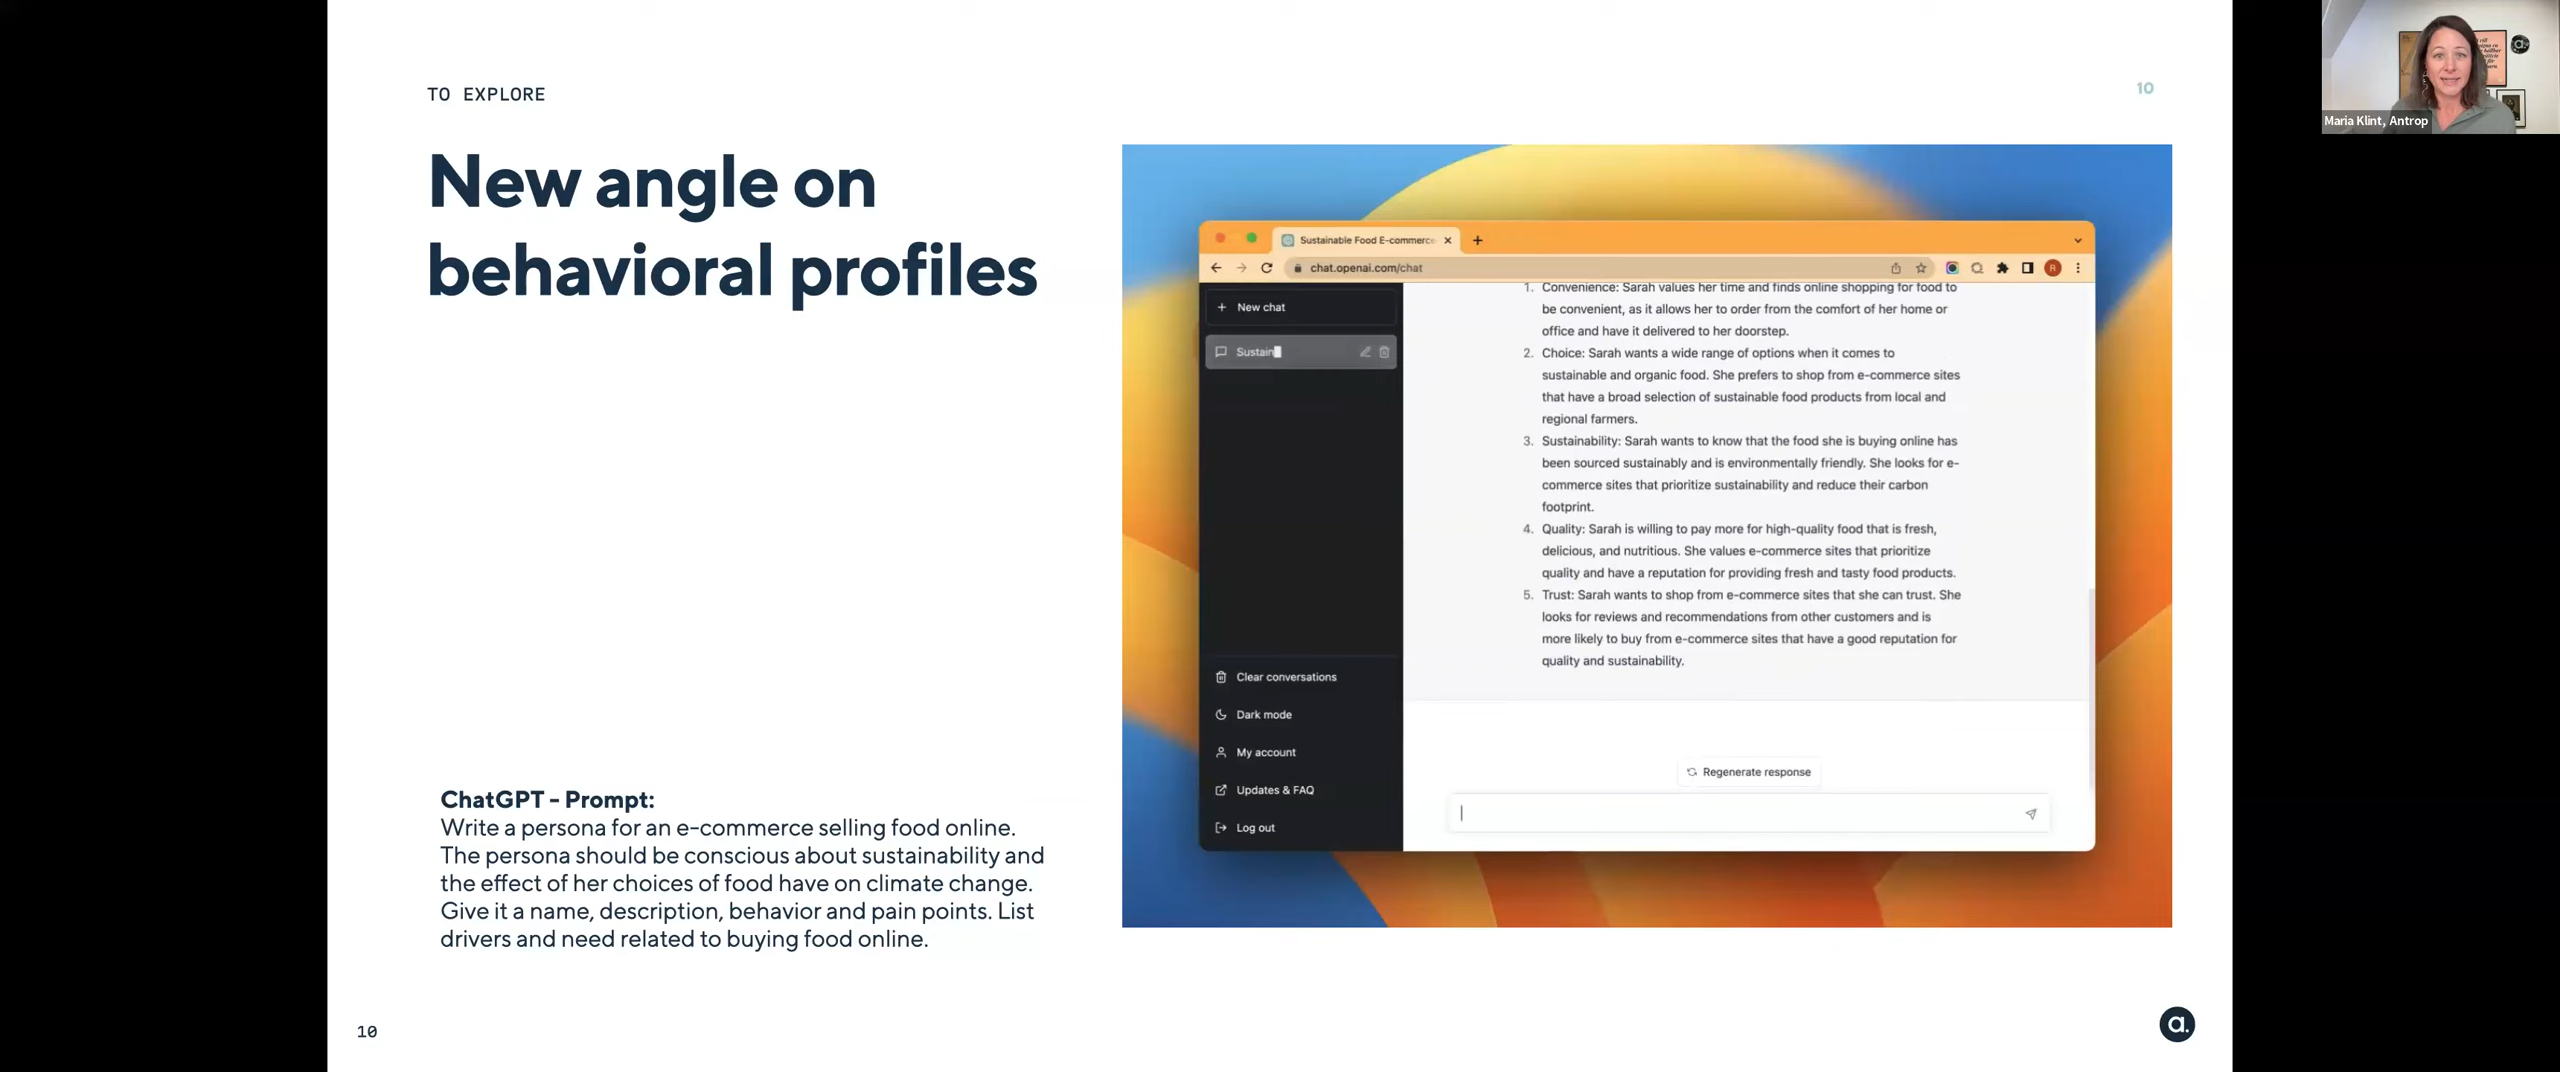 TO EXPLORE
10
New angle on
behavioral profiles
ChatGPT - Prompt:
Write a persona for an e-commerce selling food online.
The persona should be conscious about sustainability and
the effect of her choices of food have on climate change.
Give it a name, description, behavior and pain points. List
drivers and need related to buying food online.
10
Sustainable Food E-commerce
chat.openai.com/chat
R
New chat
Sustain
Clear conversations
Dark mode
My account
Updates & FAQ
Log out
1. Convenience: Sarah values her time and finds online shopping for food to
be convenient, as it allows her to order from the comfort of her home or
office and have it delivered to her doorstep.
2. Choice: Sarah wants a wide range of options when it comes to
sustainable and organic food. She prefers to shop from e-commerce sites
that have a broad selection of sustainable food products from local and
regional farmers.
3. Sustainability: Sarah wants to know that the food she is buying online has
been sourced sustainably and is environmentally friendly. She looks for e-
commerce sites that prioritize sustainability and reduce their carbon
footprint.
4. Quality: Sarah is willing to pay more for high-quality food that is fresh,
delicious, and nutritious. She values e-commerce sites that prioritize
quality and have a reputation for providing fresh and tasty food products.
5. Trust: Sarah wants to shop from e-commerce sites that she can trust. She
looks for reviews and recommendations from other customers and is
more likely to buy from e-commerce sites that have a good reputation for
quality and sustainability.
Regenerate response
a.
a.
Maria Klint, Antrop